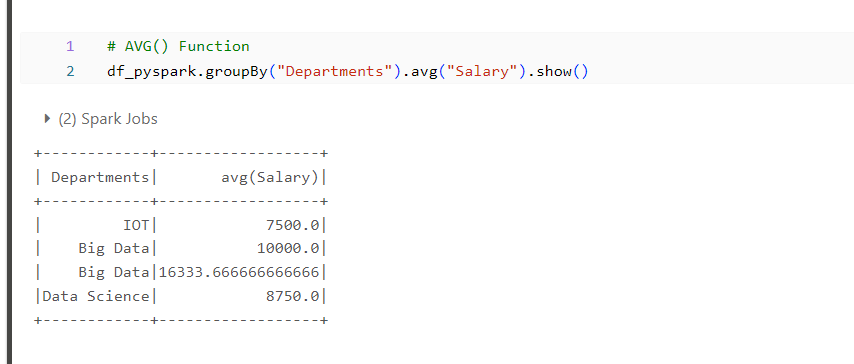 1 # AVG() Function
2 df_pyspark.groupBy("Departments").avg("Salary").show()
(2) Spark Jobs
+------------+------------------+
| Departments|       avg(Salary)|
+------------+------------------+
|         IOT|            7500.0|
|    Big Data|           10000.0|
|    Big Data|16333.666666666666|
|Data Science|            8750.0|
+------------+------------------+